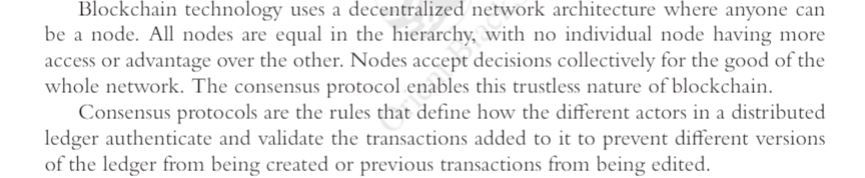 Blockchain technology uses a decentralized network architecture where anyone can
be a node. All nodes are equal in the hierarchy, with no individual node having more
access or advantage over the other. Nodes accept decisions collectively for the good of the
whole network. The consensus protocol enables this trustless nature of blockchain.
Consensus protocols are the rules that define how the different actors in a distributed
ledger authenticate and validate the transactions added to it to prevent different versions
of the ledger from being created or previous transactions from being edited.